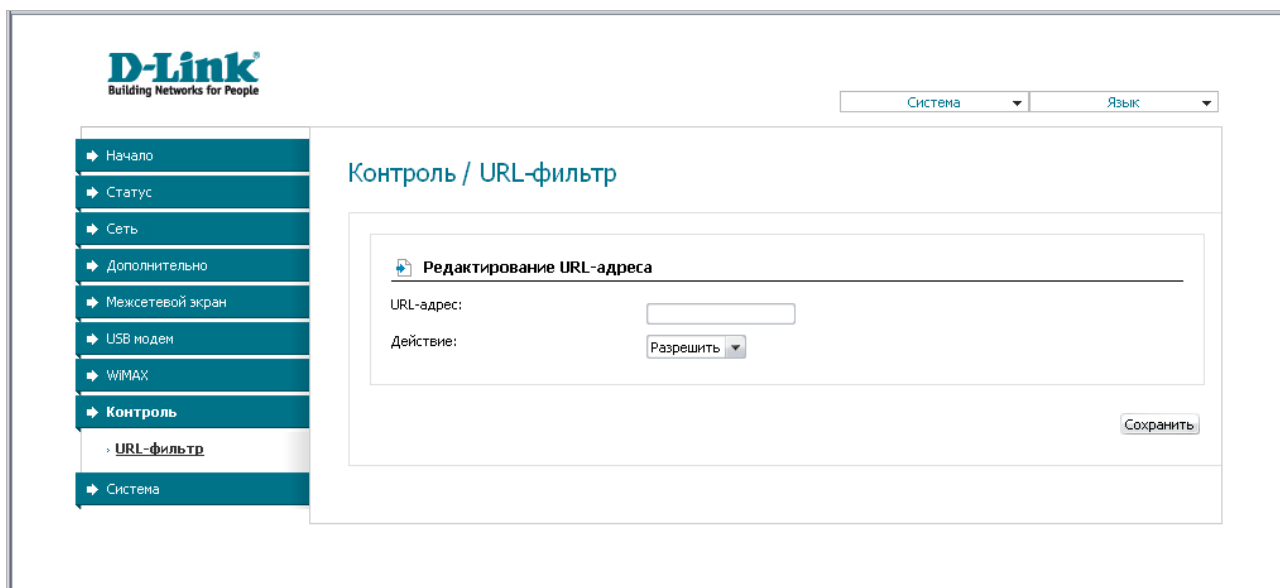 D-Link
Building Networks for People
Система Язык
Начало
Статус
Сеть
Дополнительно
Межсетевой экран
USB модем
WiMAX
Контроль
URL-фильтр
Система
Контроль / URL-фильтр
Редактирование URL-адреса
URL-адрес:
Действие: Разрешить
Сохранить